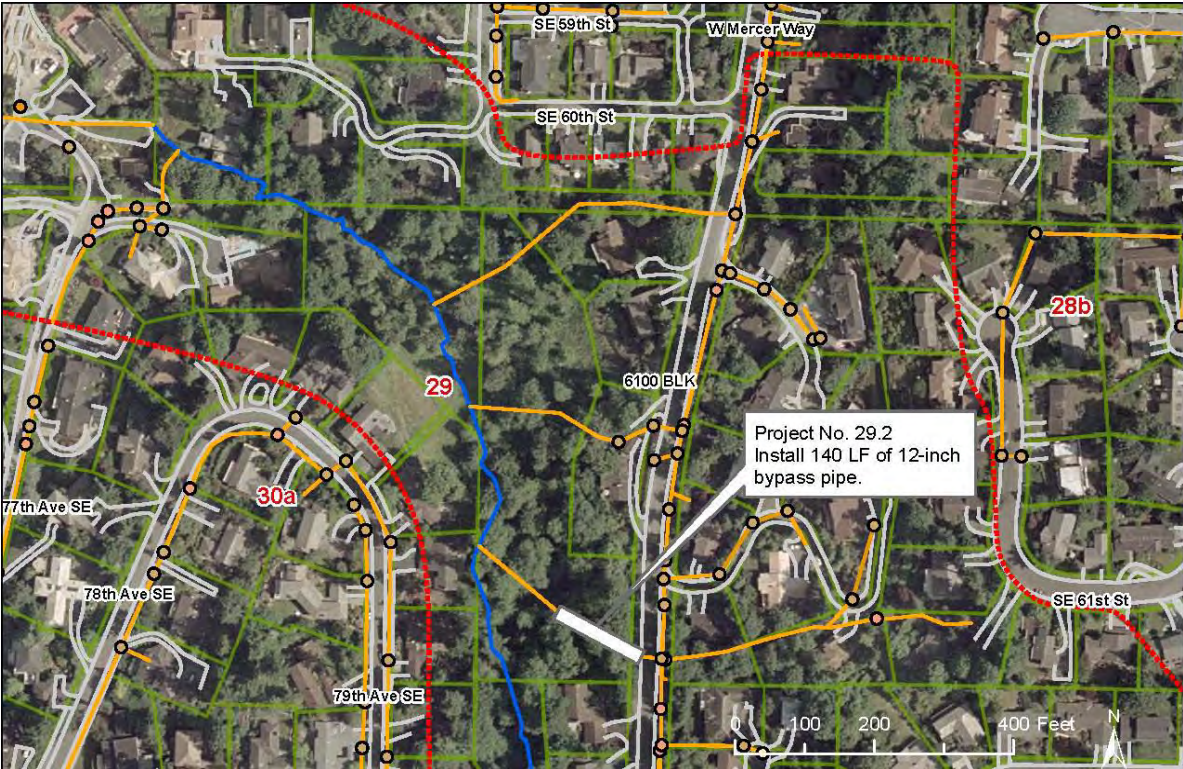 SE 59th St
W Mercer Way
SE 60th St
28b
29
6100 BLK
Project No. 29.2
Install 140 LF of 12-inch
bypass pipe.
30a
77th Ave SE
78th Ave SE
SE 61st St
79th Ave SE
0 100 200 400 Feet
N